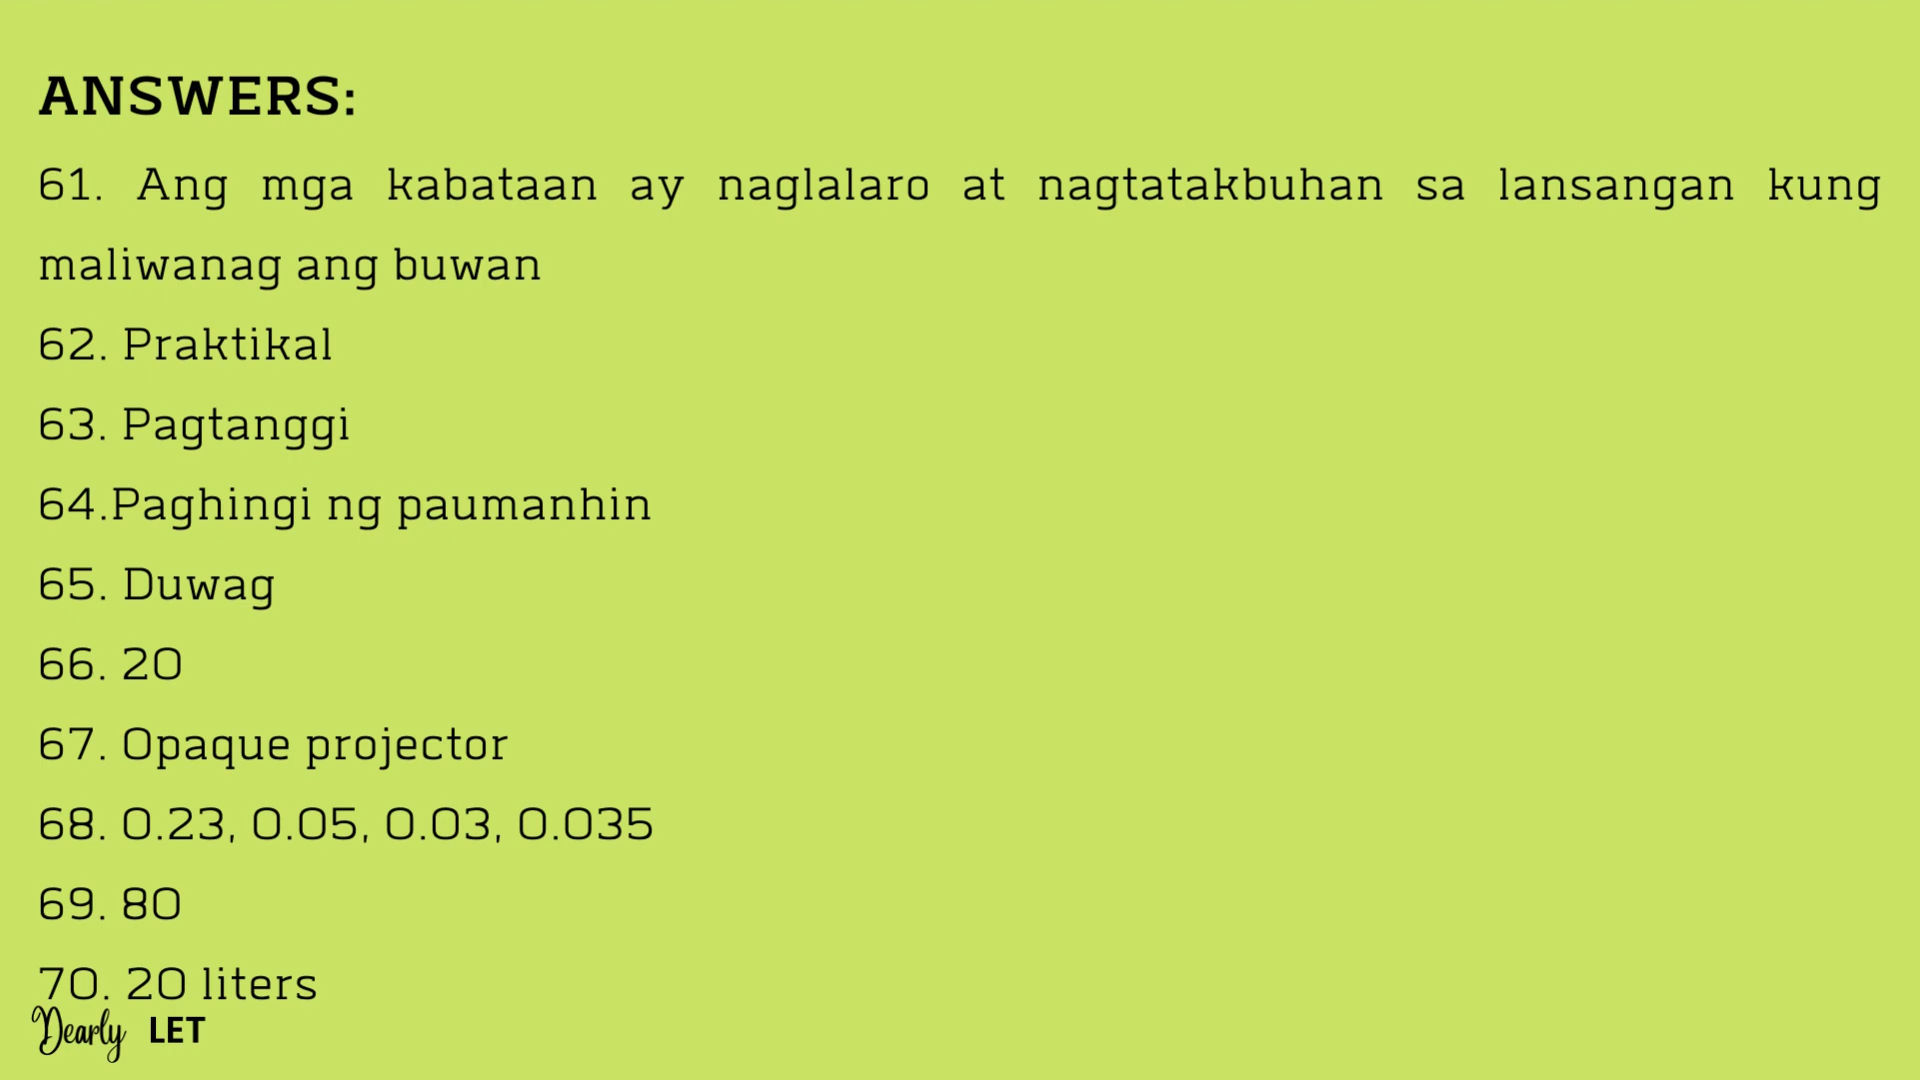 ANSWERS:
61. Ang mga kabataan ay naglalaro at nagtatakbuhan sa lansangan kung
maliwanag ang buwan
62. Praktikal
63. Pagtanggi
64.Paghingi ng paumanhin
65. Duwag
66. 20
67. Opaque projector
68. 0.23, 0.05, 0.03, 0.035
69. 80
70. 20 liters
Dearly LET